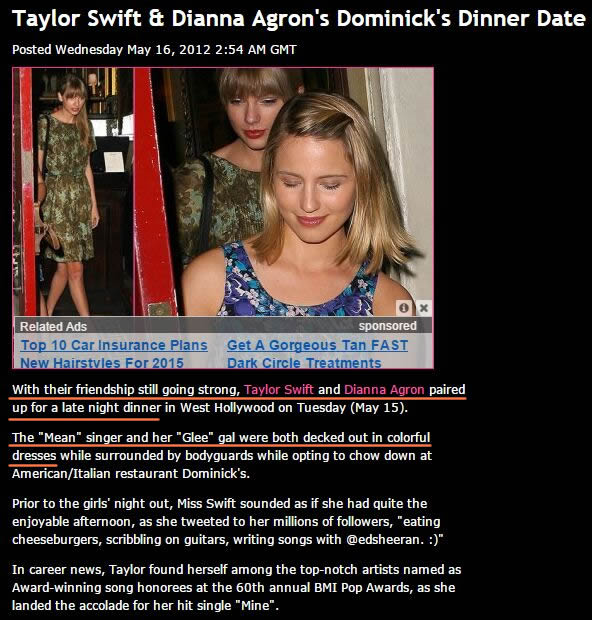 Taylor Swift & Dianna Agron's Dominick's Dinner Date
Posted Wednesday May 16, 2012 2:54 AM GMT
Related Ads
sponsored
Top 10 Car Insurance Plans
Get A Gorgeous Tan FAST
New Hairstyles For 2015
Dark Circle Treatments
With their friendship still going strong, Taylor Swift and Dianna Agron paired
up for a late night dinner in West Hollywood on Tuesday (May 15).
The "Mean" singer and her "Glee" gal were both decked out in colorful
dresses while surrounded by bodyguards while opting to chow down at
American/Italian restaurant Dominick's.
Prior to the girls' night out, Miss Swift sounded as if she had quite the
enjoyable afternoon, as she tweeted to her millions of followers, "eating
cheeseburgers, scribbling on guitars, writing songs with @edsheeran. :)"
In career news, Taylor found herself among the top-notch artists named as
Award-winning song honorees at the 60th annual BMI Pop Awards, as she
landed the accolade for her hit single "Mine".